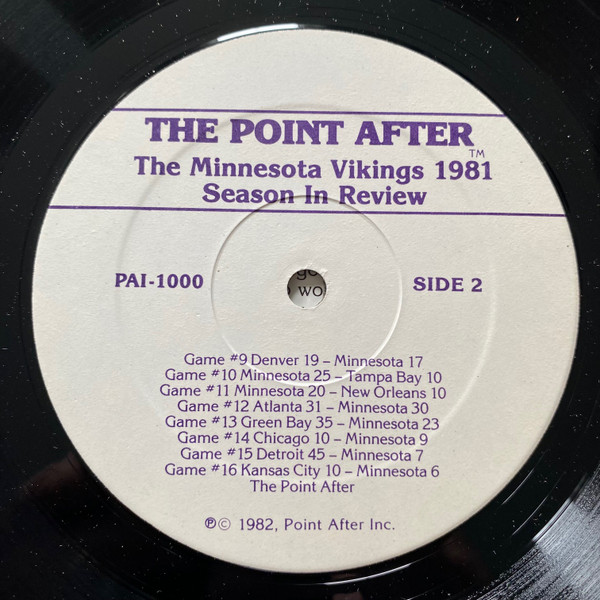 THE POINT AFTER
TM
The Minnesota Vikings 1981
Season In Review
PAI-1000
SIDE 2
wo
Game #9 Denver 19 – Minnesota 17
Game #10 Minnesota 25 – Tampa Bay 10
Game #11 Minnesota 20 – New Orleans 10
Game #12 Atlanta 31 – Minnesota 30
Game #13 Green Bay 35 – Minnesota 23
Game #14 Chicago 10 – Minnesota 9
Game #15 Detroit 45 – Minnesota 7
Game #16 Kansas City 10 – Minnesota 6
The Point After
℗© 1982, Point After Inc.